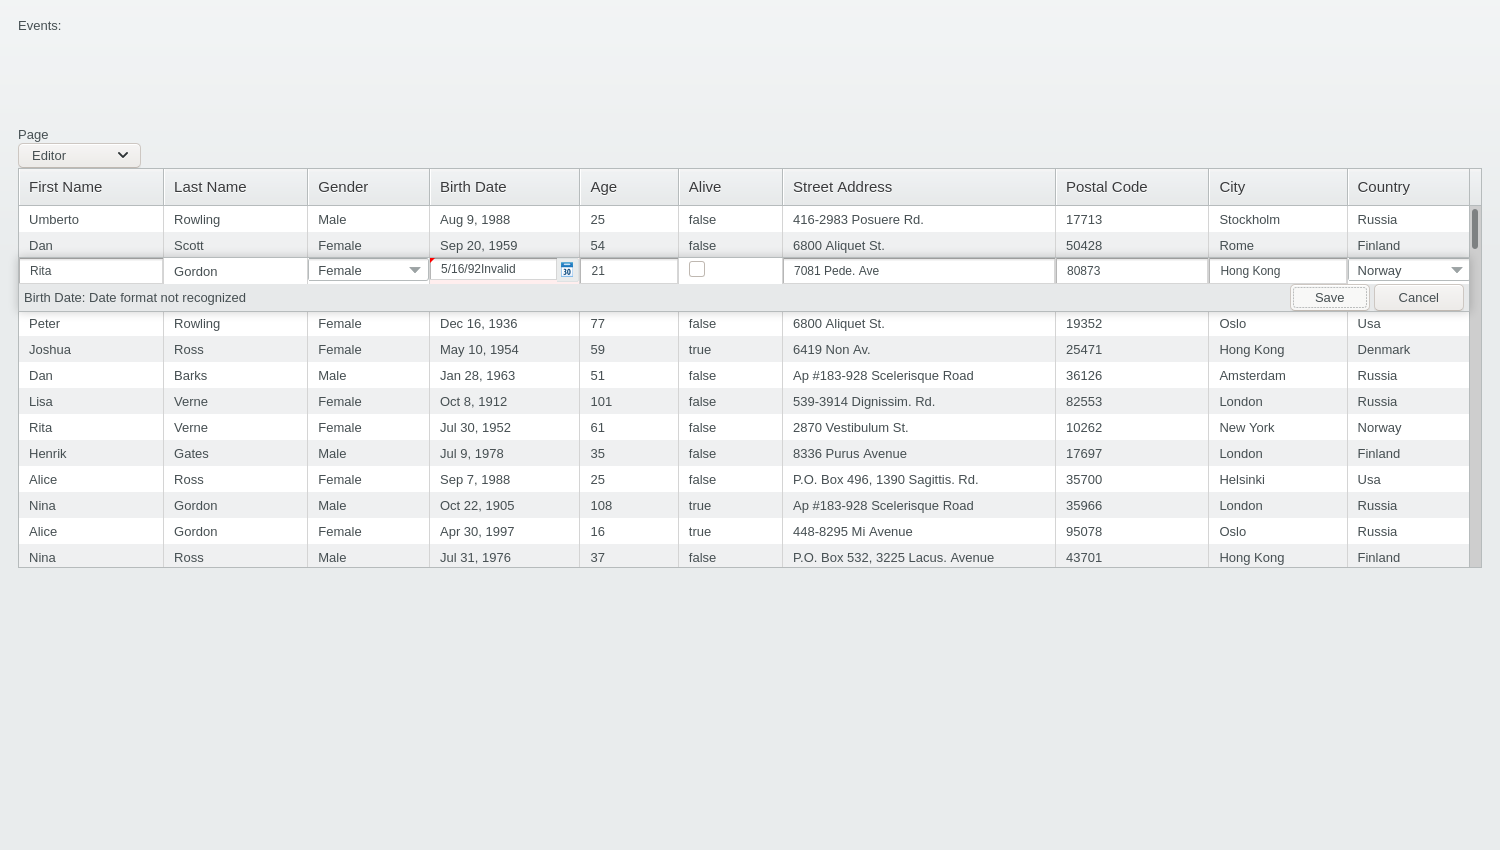 Events:
Page
Editor
First Name Last Name Gender Birth Date Age Alive Street Address Postal Code City Country
Umberto Rowling Male Aug 9, 1988 25 false 416-2983 Posuere Rd. 17713 Stockholm Russia
Dan Scott Female Sep 20, 1959 54 false 6800 Aliquet St. 50428 Rome Finland
Rita Gordon Female 5/16/92Invalid 30 21 7081 Pede. Ave 80873 Hong Kong Norway
Birth Date: Date format not recognized Save Cancel
Peter Rowling Female Dec 16, 1936 77 false 6800 Aliquet St. 19352 Oslo Usa
Joshua Ross Female May 10, 1954 59 true 6419 Non Av. 25471 Hong Kong Denmark
Dan Barks Male Jan 28, 1963 51 false Ap #183-928 Scelerisque Road 36126 Amsterdam Russia
Lisa Verne Female Oct 8, 1912 101 false 539-3914 Dignissim. Rd. 82553 London Russia
Rita Verne Female Jul 30, 1952 61 false 2870 Vestibulum St. 10262 New York Norway
Henrik Gates Male Jul 9, 1978 35 false 8336 Purus Avenue 17697 London Finland
Alice Ross Female Sep 7, 1988 25 false P.O. Box 496, 1390 Sagittis. Rd. 35700 Helsinki Usa
Nina Gordon Male Oct 22, 1905 108 true Ap #183-928 Scelerisque Road 35966 London Russia
Alice Gordon Female Apr 30, 1997 16 true 448-8295 Mi Avenue 95078 Oslo Russia
Nina Ross Male Jul 31, 1976 37 false P.O. Box 532, 3225 Lacus. Avenue 43701 Hong Kong Finland